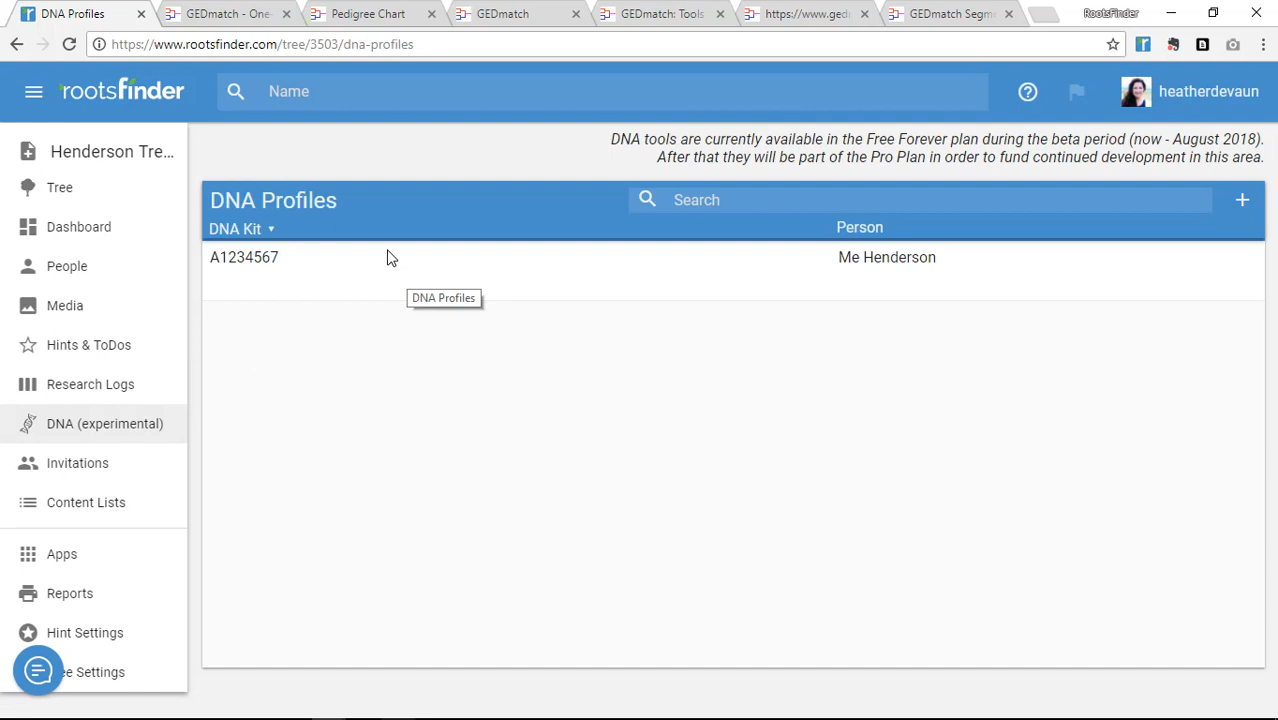 DNA Profiles
GEDmatch - One-
Pedigree Chart
GEDmatch
GEDmatch: Tools
https://www.ged
GEDmatch Segm
RootsFinder
https://www.rootsfinder.com/tree/3503/dna-profiles
rootsfinder
Name
heatherdevaun
DNA tools are currently available in the Free Forever plan during the beta period (now - August 2018).
After that they will be part of the Pro Plan in order to fund continued development in this area.
Henderson Tre...
Tree
Dashboard
People
Media
Hints & ToDos
Research Logs
DNA (experimental)
Invitations
Content Lists
Apps
Reports
Hint Settings
ee Settings
DNA Profiles
Search
DNA Kit
Person
A1234567
Me Henderson
DNA Profiles